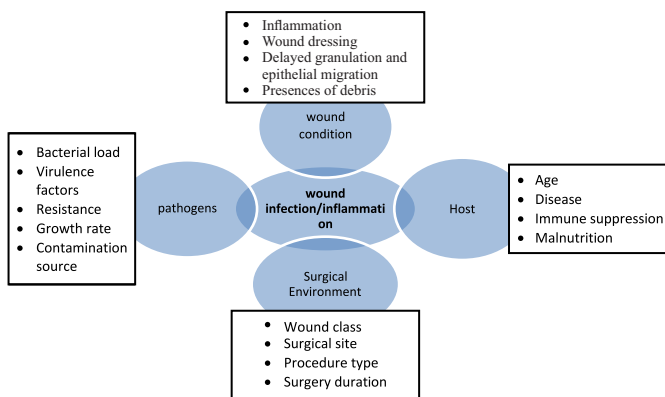 • Inflammation
• Wound dressing
• Delayed granulation and
epithelial migration
• Presences of debris
wound
condition
• Bacterial load
• Virulence
factors
• Resistance
• Growth rate
• Contamination
source
pathogens
wound
infection/inflammati
on
Host
• Age
• Disease
• Immune suppression
• Malnutrition
Surgical
Environment
• Wound class
• Surgical site
• Procedure type
• Surgery duration